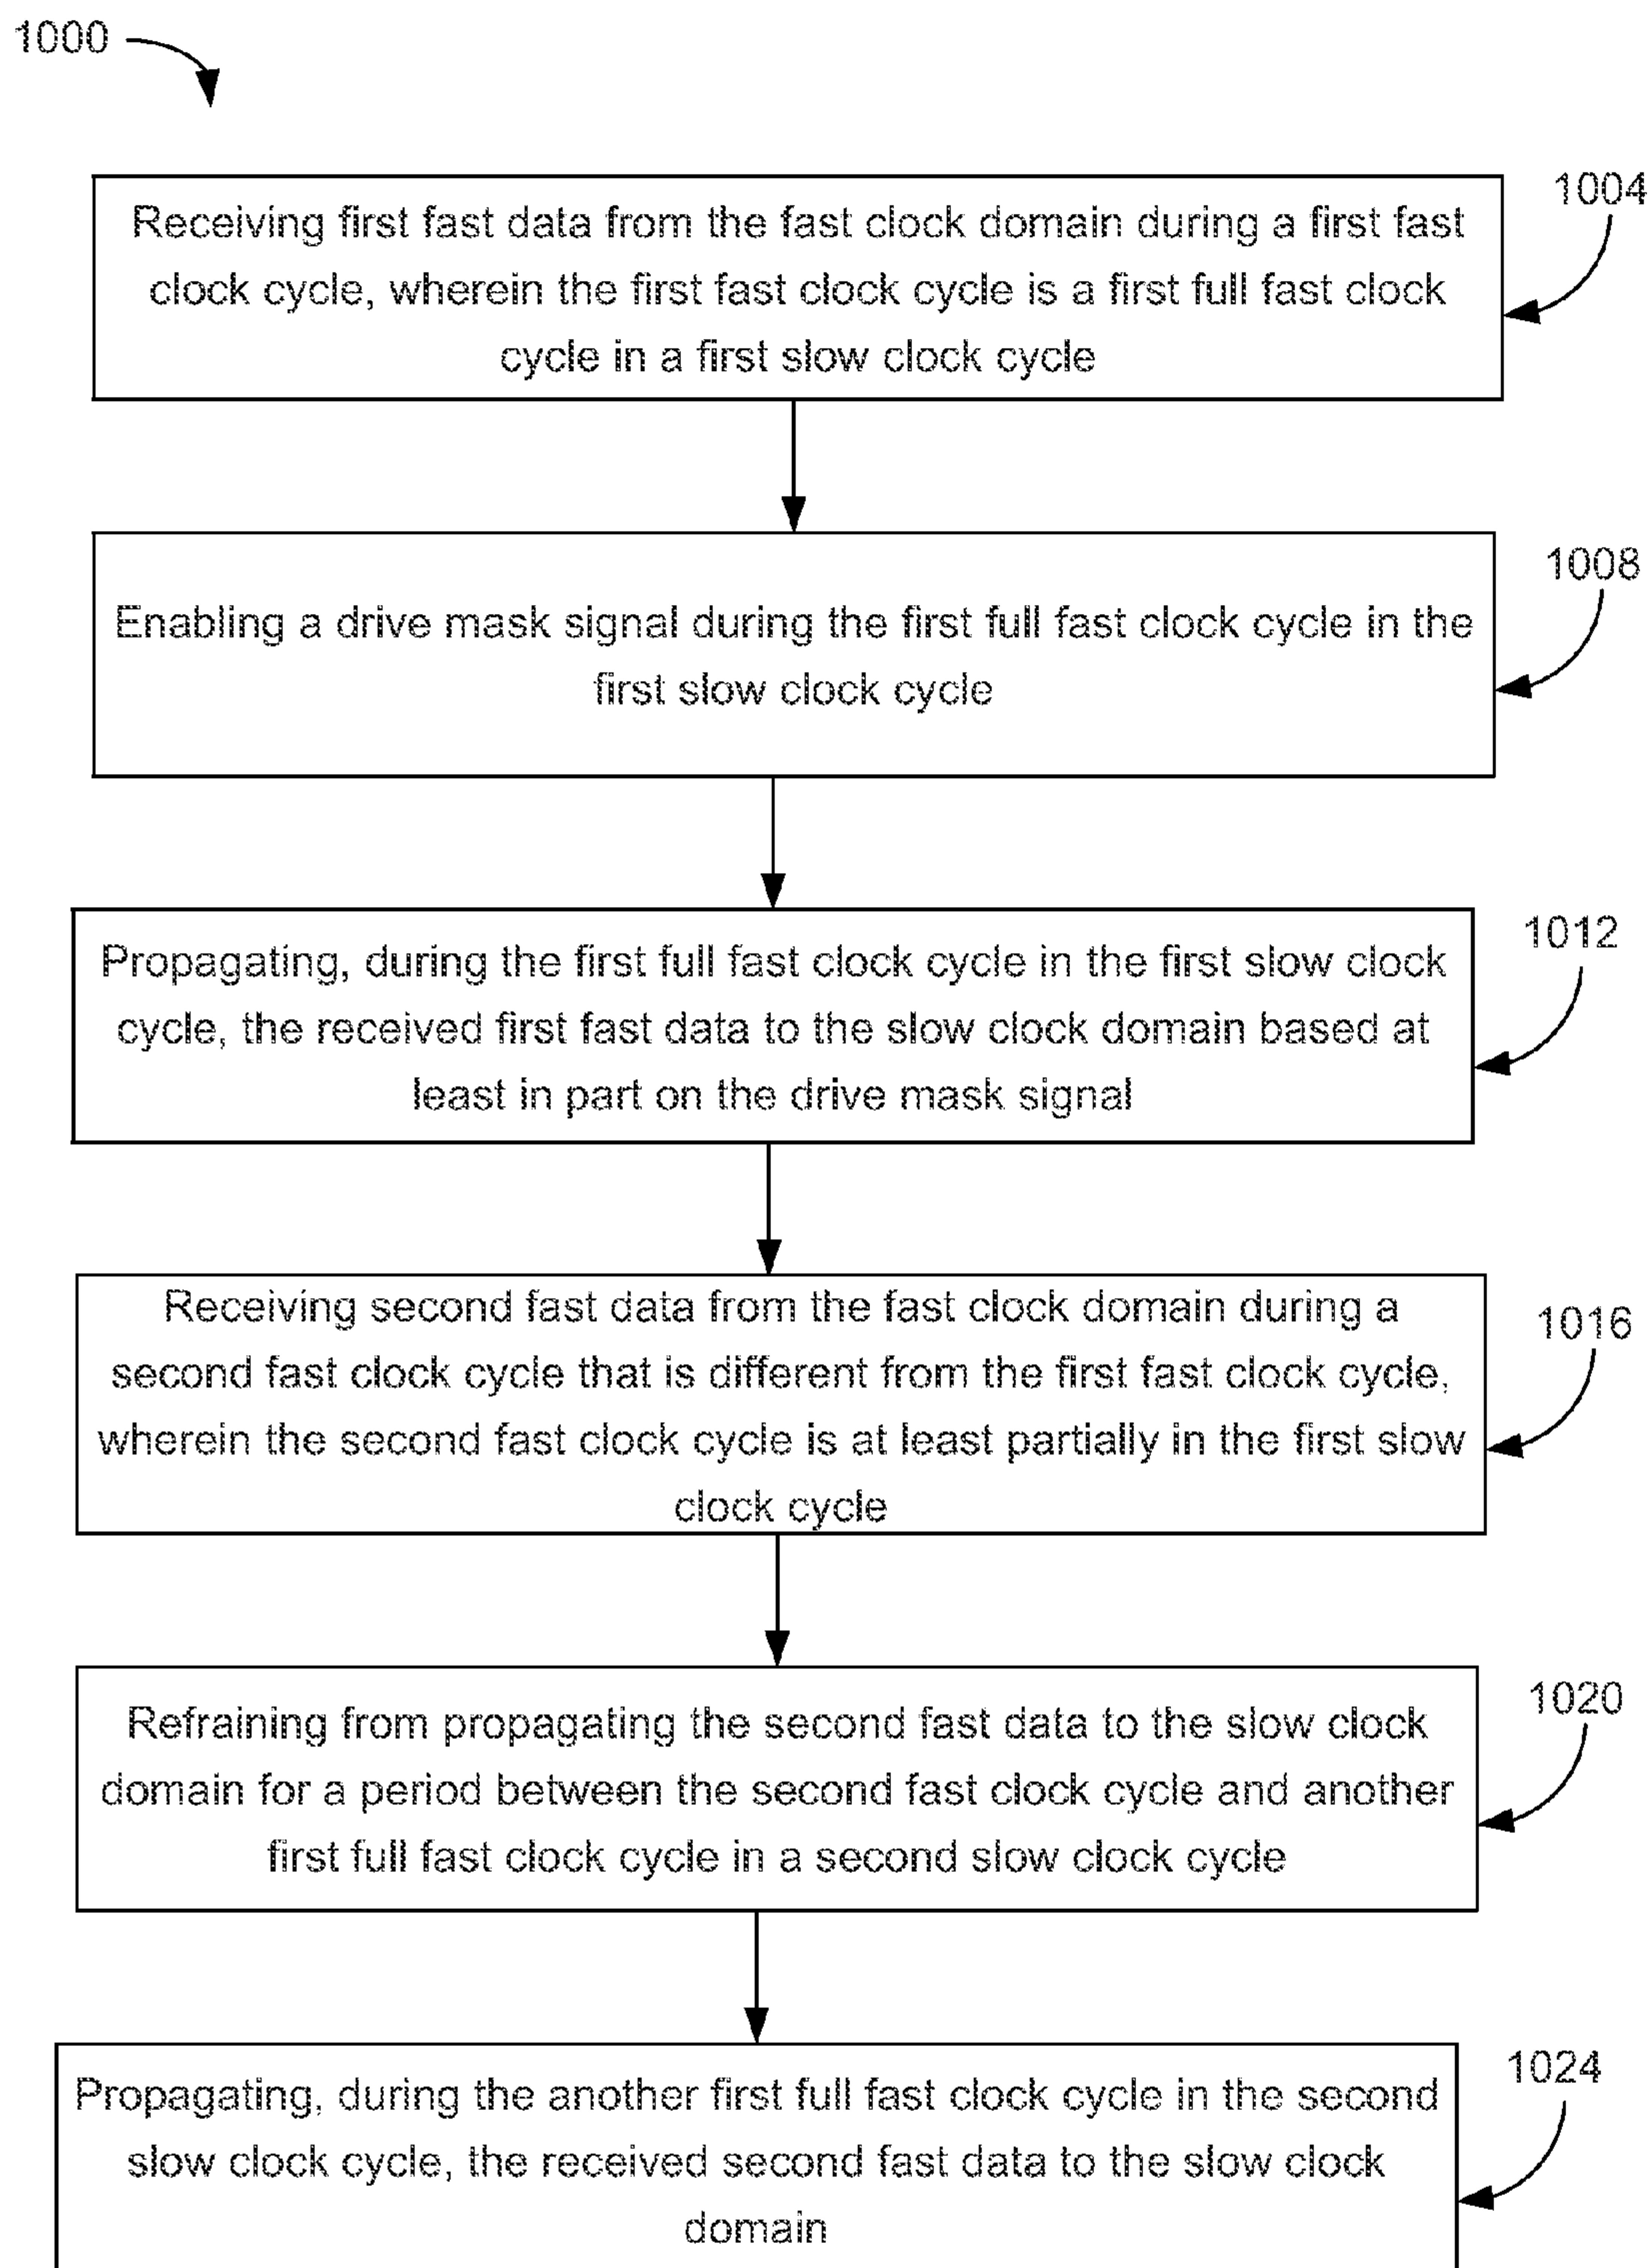 1000
1004
Receiving first fast data from the fast clock domain during a first fast
clock cycle, wherein the first fast clock cycle is a first full fast clock
cycle in a first slow clock cycle
1008
Enabling a drive mask signal during the first full fast clock cycle in the
first slow clock cycle
1012
Propagating, during the first full fast clock cycle in the first slow clock
cycle, the received first fast data to the slow clock domain based at
least in part on the drive mask signal
1016
Receiving second fast data from the fast clock domain during a
second fast clock cycle that is different from the first fast clock cycle,
wherein the second fast clock cycle is at least partially in the first slow
clock cycle
1020
Refraining from propagating the second fast data to the slow clock
domain for a period between the second fast clock cycle and another
first full fast clock cycle in a second slow clock cycle
1024
Propagating, during the another first full fast clock cycle in the second
slow clock cycle, the received second fast data to the slow clock
domain